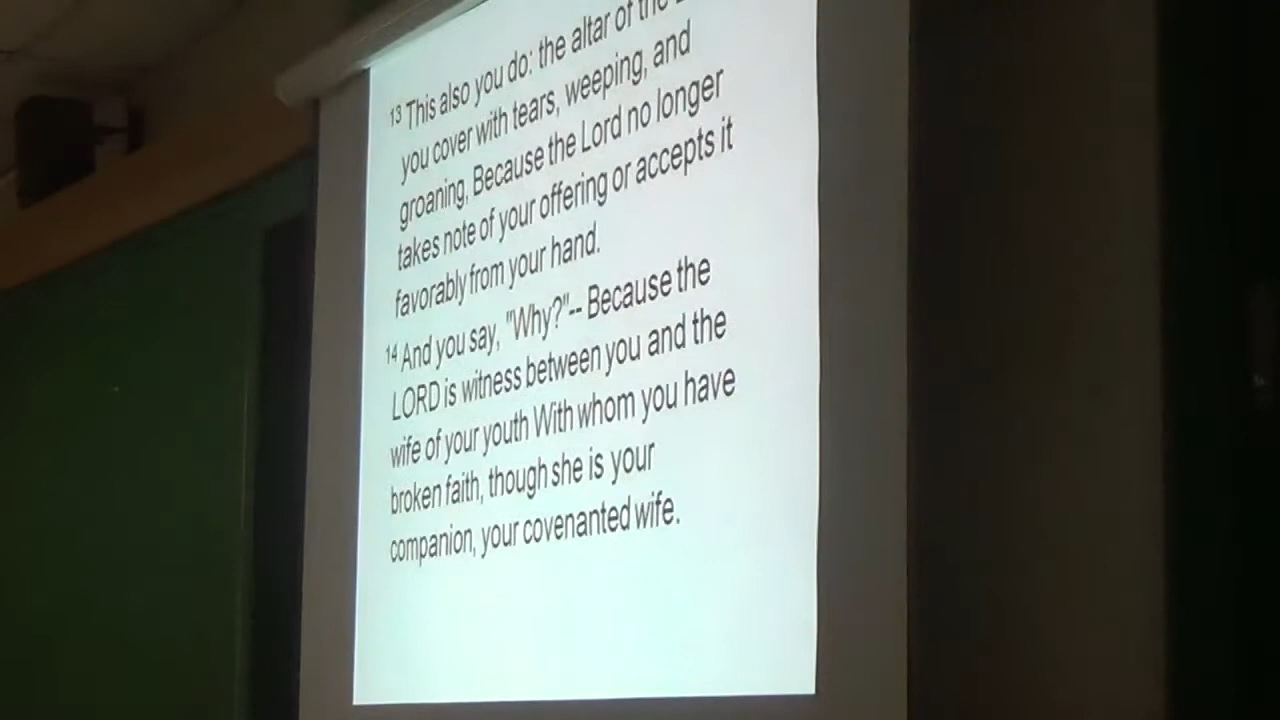 13 This also you do: the altar of the
you cover with tears, weeping, and
groaning, Because the Lord no longer
takes note of your offering or accepts it
favorably from your hand.
14 And you say, "Why?"-- Because the
LORD is witness between you and the
wife of your youth With whom you have
broken faith, though she is your
companion, your covenanted wife.